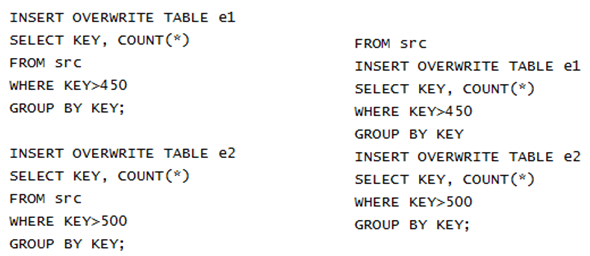 INSERT OVERWRITE TABLE e1
SELECT KEY, COUNT(*)
FROM src
WHERE KEY>450
GROUP BY KEY;
INSERT OVERWRITE TABLE e2
SELECT KEY, COUNT(*)
FROM src
WHERE KEY>500
GROUP BY KEY;
FROM src
INSERT OVERWRITE TABLE e1
SELECT KEY, COUNT(*)
WHERE KEY>450
GROUP BY KEY
INSERT OVERWRITE TABLE e2
SELECT KEY, COUNT(*)
WHERE KEY>500
GROUP BY KEY;